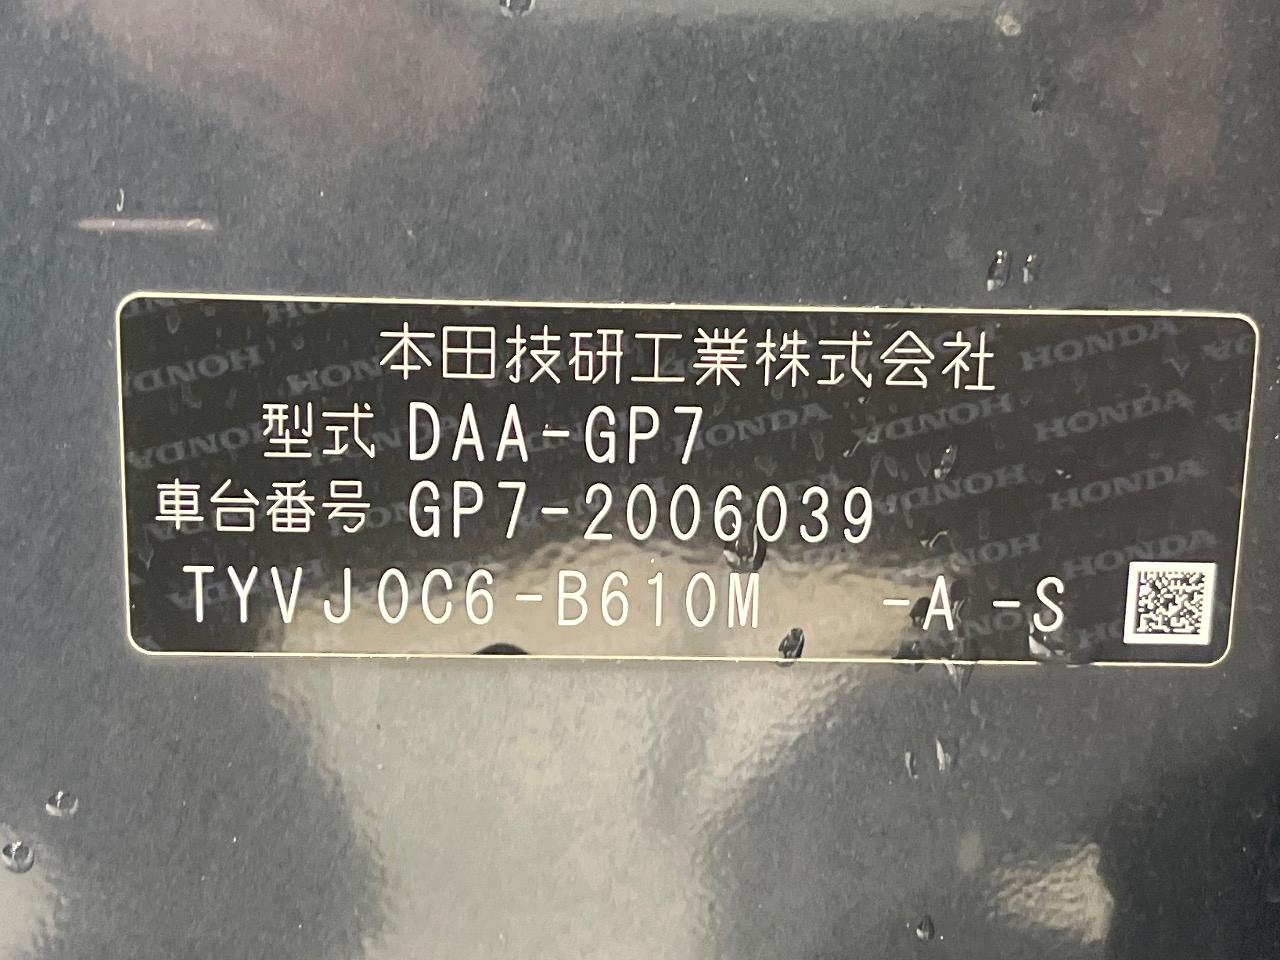 本田技研工業株式会社
型式 DAA-GP7
車台番号 GP7-2006039
TYVJ0C6-B610M -A -S